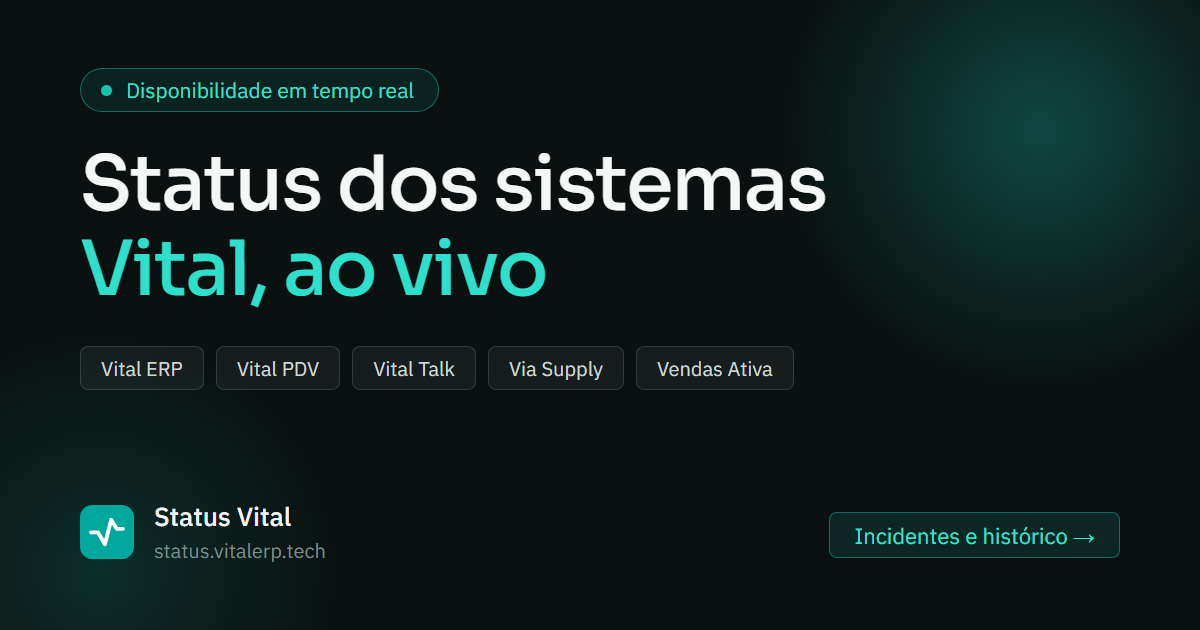 Disponibilidade em tempo real
Status dos sistemas
Vital, ao vivo
Vital ERP
Vital PDV
Vital Talk
Via Supply
Vendas Ativa
Status Vital
status.vitalerp.tech
Incidentes e histórico →